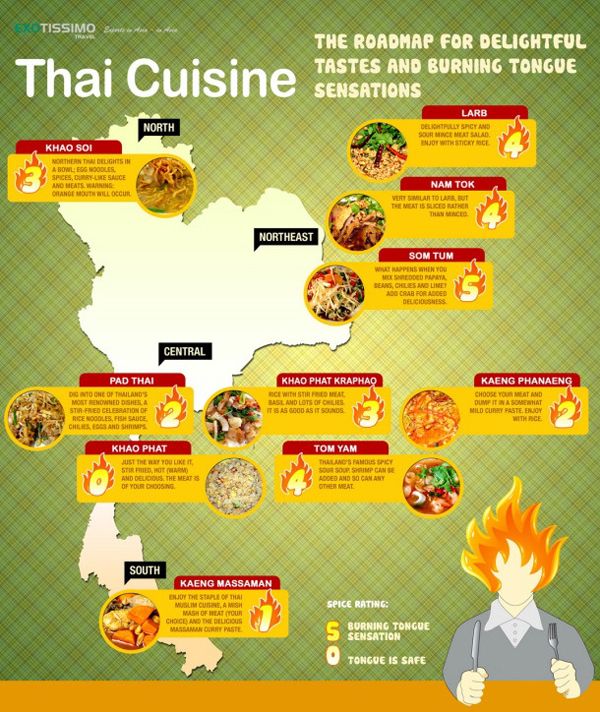 EXOTISSIMO
TRAVEL
Experts in Asia - in Asia
Thai Cuisine
THE ROADMAP FOR DELIGHTFUL
TASTES AND BURNING TONGUE
SENSATIONS
NORTH
KHAO SOI
3
NORTHERN THAI DELIGHTS IN
A BOWL; EGG NOODLES,
SPICES, CURRY-LIKE SAUCE
AND MEATS. WARNING:
ORANGE MOUTH WILL OCCUR.
LARB
DELIGHTFULLY SPICY AND
SOUR MINCE MEAT SALAD.
ENJOY WITH STICKY RICE.
4
NAM TOK
VERY SIMILAR TO LARB, BUT
THE MEAT IS SLICED RATHER
THAN MINCED.
4
NORTHEAST
SOM TUM
WHAT HAPPENS WHEN YOU
MIX SHREDDED PAPAYA,
BEANS, CHILIES AND LIME?
ADD CRAB FOR ADDED
DELICIOUSNESS.
5
CENTRAL
PAD THAI
DIG INTO ONE OF THAILAND'S
MOST RENOWNED DISHES, A
STIR-FRIED CELEBRATION OF
RICE NOODLES, FISH SAUCE,
CHILIES, EGGS AND SHRIMPS.
2
KHAO PHAT KRAPHAO
RICE WITH STIR FRIED MEAT,
BASIL AND LOTS OF CHILIES.
IT IS AS GOOD AS IT SOUNDS.
3
KAENG PHANAENG
CHOOSE YOUR MEAT AND
DUMP IT IN A SOMEWHAT
MILD CURRY PASTE. ENJOY
WITH RICE.
2
KHAO PHAT
0
JUST THE WAY YOU LIKE IT,
STIR FRIED, HOT (WARM)
AND DELICIOUS. THE MEAT IS
OF YOUR CHOOSING.
TOM YAM
4
THAILAND'S FAMOUS SPICY
SOUR SOUP. SHRIMP CAN BE
ADDED AND SO CAN ANY
OTHER MEAT.
SOUTH
KAENG MASSAMAN
ENJOY THE STAPLE OF THAI
MUSLIM CUISINE, A MISH
MASH OF MEAT (YOUR
CHOICE) AND THE DELICIOUS
MASSAMAN CURRY PASTE.
1
SPICE RATING:
5 BURNING TONGUE
SENSATION
0 TONGUE IS SAFE